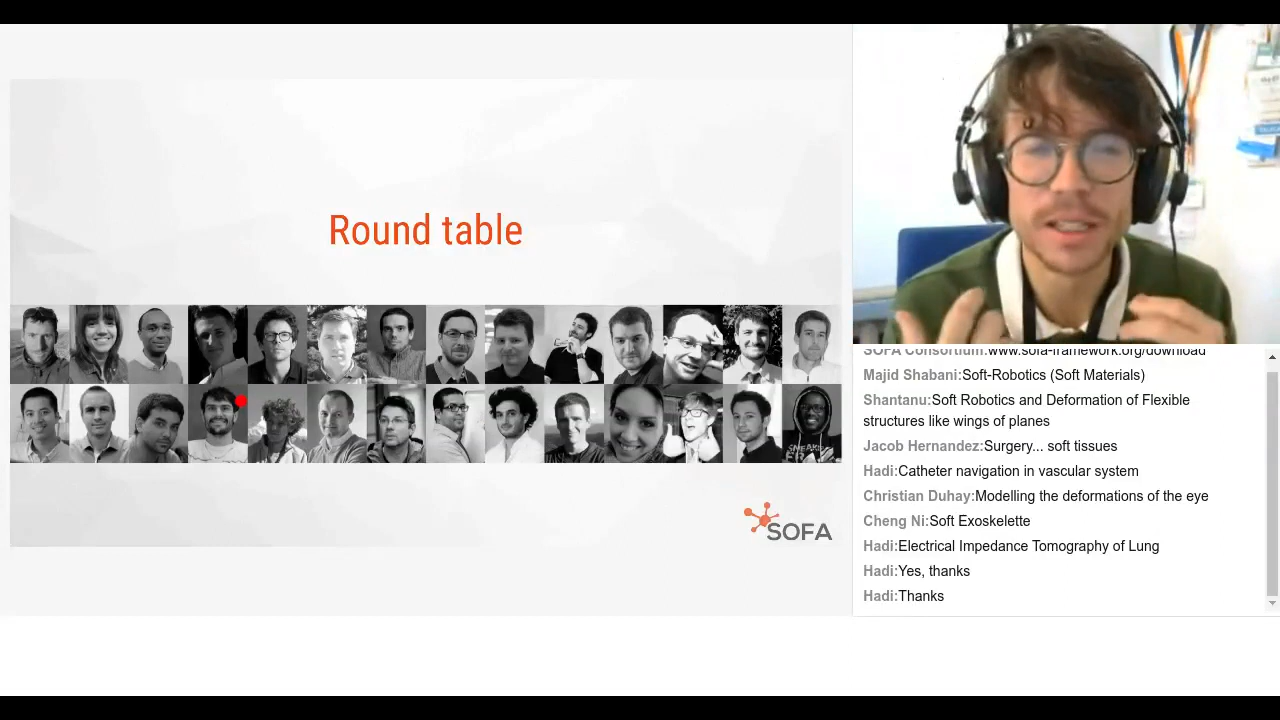 Round table
SOFA
SOFA Consortium:www.sofa-framework.org/download
Majid Shabani:Soft-Robotics (Soft Materials)
Shantanu:Soft Robotics and Deformation of Flexible
structures like wings of planes
Jacob Hernandez:Surgery... soft tissues
Hadi:Catheter navigation in vascular system
Christian Duhay:Modelling the deformations of the eye
Cheng Ni:Soft Exoskelette
Hadi:Electrical Impedance Tomography of Lung
Hadi:Yes, thanks
Hadi:Thanks